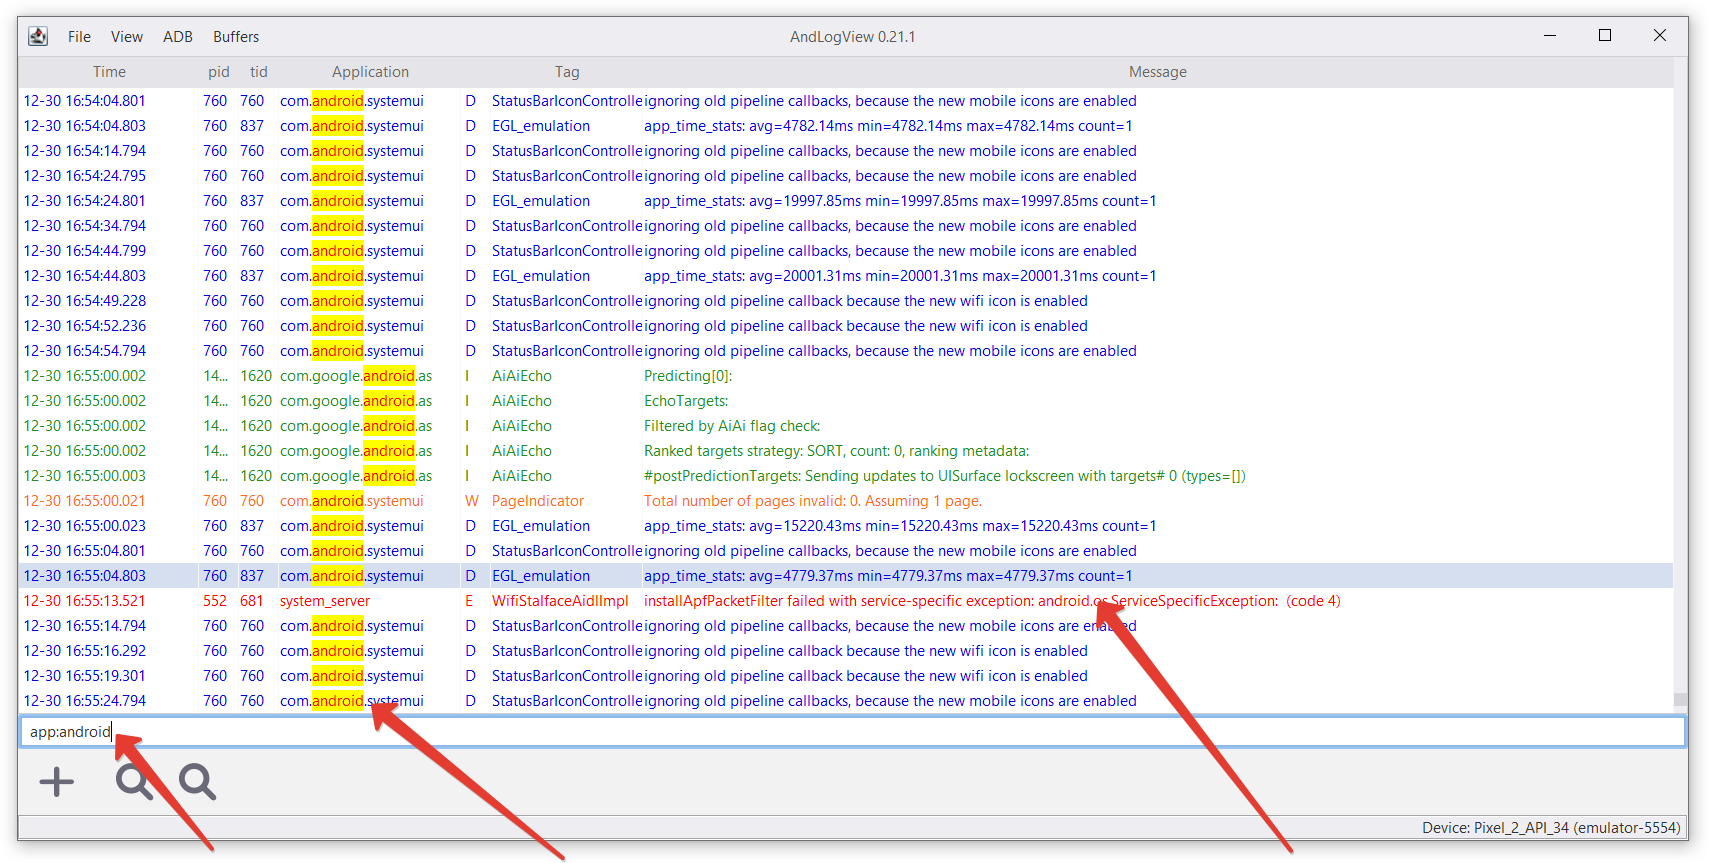 File View ADB Buffers AndLogView 0.21.1
Time pid tid Application Tag Message
12-30 16:54:04.801 760 760 com.android.systemui D StatusBarIconControlle ignoring old pipeline callbacks, because the new mobile icons are enabled
12-30 16:54:04.803 760 837 com.android.systemui D EGL_emulation app_time_stats: avg=4782.14ms min=4782.14ms max=4782.14ms count=1
12-30 16:54:14.794 760 760 com.android.systemui D StatusBarIconControlle ignoring old pipeline callbacks, because the new mobile icons are enabled
12-30 16:54:24.795 760 760 com.android.systemui D StatusBarIconControlle ignoring old pipeline callbacks, because the new mobile icons are enabled
12-30 16:54:24.801 760 837 com.android.systemui D EGL_emulation app_time_stats: avg=19997.85ms min=19997.85ms max=19997.85ms count=1
12-30 16:54:34.794 760 760 com.android.systemui D StatusBarIconControlle ignoring old pipeline callbacks, because the new mobile icons are enabled
12-30 16:54:44.799 760 760 com.android.systemui D StatusBarIconControlle ignoring old pipeline callbacks, because the new mobile icons are enabled
12-30 16:54:44.803 760 837 com.android.systemui D EGL_emulation app_time_stats: avg=20001.31ms min=20001.31ms max=20001.31ms count=1
12-30 16:54:49.228 760 760 com.android.systemui D StatusBarIconControlle ignoring old pipeline callback because the new wifi icon is enabled
12-30 16:54:52.236 760 760 com.android.systemui D StatusBarIconControlle ignoring old pipeline callback because the new wifi icon is enabled
12-30 16:54:54.794 760 760 com.android.systemui D StatusBarIconControlle ignoring old pipeline callbacks, because the new mobile icons are enabled
12-30 16:55:00.002 14... 1620 com.google.android.as I AiAiEcho Predicting[0]:
12-30 16:55:00.002 14... 1620 com.google.android.as I AiAiEcho EchoTargets:
12-30 16:55:00.002 14... 1620 com.google.android.as I AiAiEcho Filtered by AiAi flag check:
12-30 16:55:00.002 14... 1620 com.google.android.as I AiAiEcho Ranked targets strategy: SORT, count: 0, ranking metadata:
12-30 16:55:00.003 14... 1620 com.google.android.as I AiAiEcho #postPredictionTargets: Sending updates to UISurface lockscreen with targets# 0 (types=[])
12-30 16:55:00.021 760 760 com.android.systemui W PageIndicator Total number of pages invalid: 0. Assuming 1 page.
12-30 16:55:00.023 760 837 com.android.systemui D EGL_emulation app_time_stats: avg=15220.43ms min=15220.43ms max=15220.43ms count=1
12-30 16:55:04.801 760 760 com.android.systemui D StatusBarIconControlle ignoring old pipeline callbacks, because the new mobile icons are enabled
12-30 16:55:04.803 760 837 com.android.systemui D EGL_emulation app_time_stats: avg=4779.37ms min=4779.37ms max=4779.37ms count=1
12-30 16:55:13.521 552 681 system_server E WifiStaIfaceAidlImpl installApfPacketFilter failed with service-specific exception: android.os.ServiceSpecificException: (code 4)
12-30 16:55:14.794 760 760 com.android.systemui D StatusBarIconControlle ignoring old pipeline callbacks, because the new mobile icons are enabled
12-30 16:55:16.292 760 760 com.android.systemui D StatusBarIconControlle ignoring old pipeline callback because the new wifi icon is enabled
12-30 16:55:19.301 760 760 com.android.systemui D StatusBarIconControlle ignoring old pipeline callback because the new wifi icon is enabled
12-30 16:55:24.794 760 760 com.android.systemui D StatusBarIconControlle ignoring old pipeline callbacks, because the new mobile icons are enabled
app:android
Device: Pixel_2_API_34 (emulator-5554)